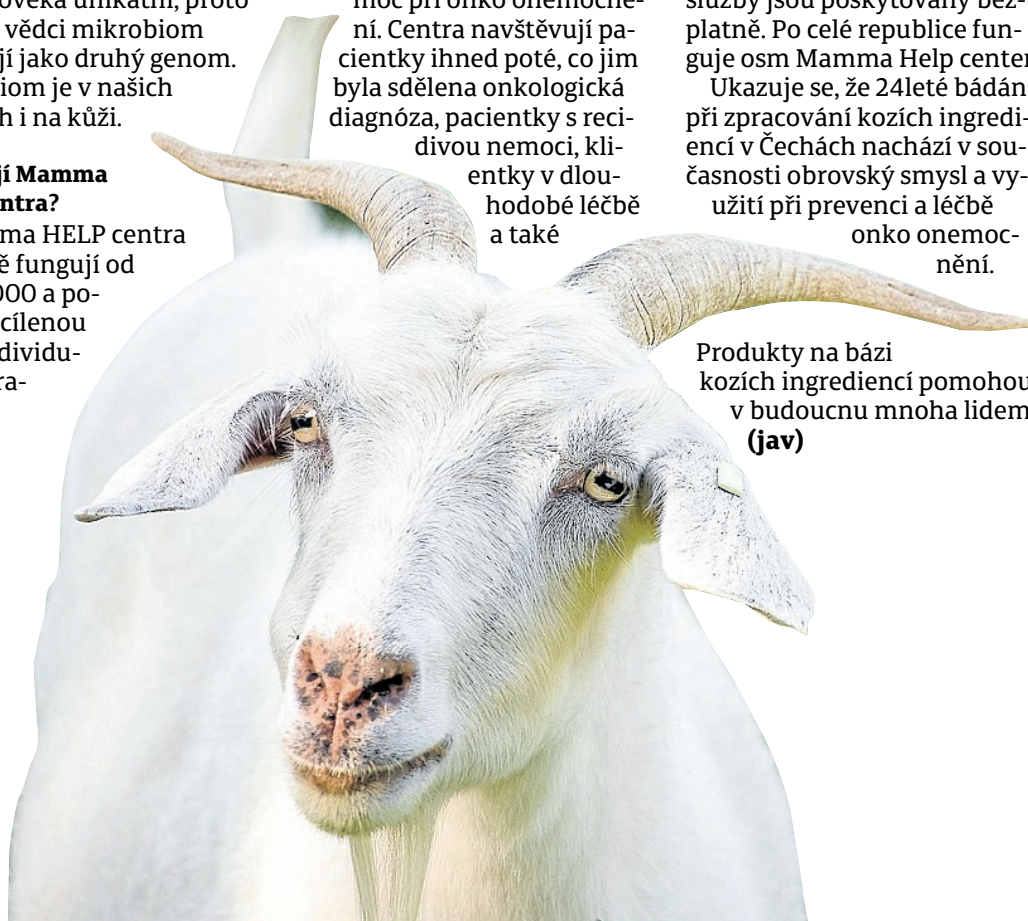 unikátní, proto
vědci mikrobiom
jí jako druhý genom.
iom je v našich
h i na kůži.
jí Mamma
ntra?
ma HELP centra
ě fungují od
000 a po-
cílenou
dividu-
ra-
moc při onko onemocně-
ní. Centra navštěvují pa-
cientky ihned poté, co jim
byla sdělena onkologická
diagnóza, pacientky s reci-
divou nemoci, kli-
entky v dlou-
hodobé léčbě
a také
služby jsou poskytovány bez-
platně. Po celé republice fun-
guje osm Mamma Help center
Ukazuje se, že 24leté bádán
při zpracování kozích ingredi-
encí v Čechách nachází v sou-
časnosti obrovský smysl a vy-
užití při prevenci a léčbě
onko onemoc-
nění.
Produkty na bázi
kozích ingrediencí pomohou
v budoucnu mnoha lidem
(jav)